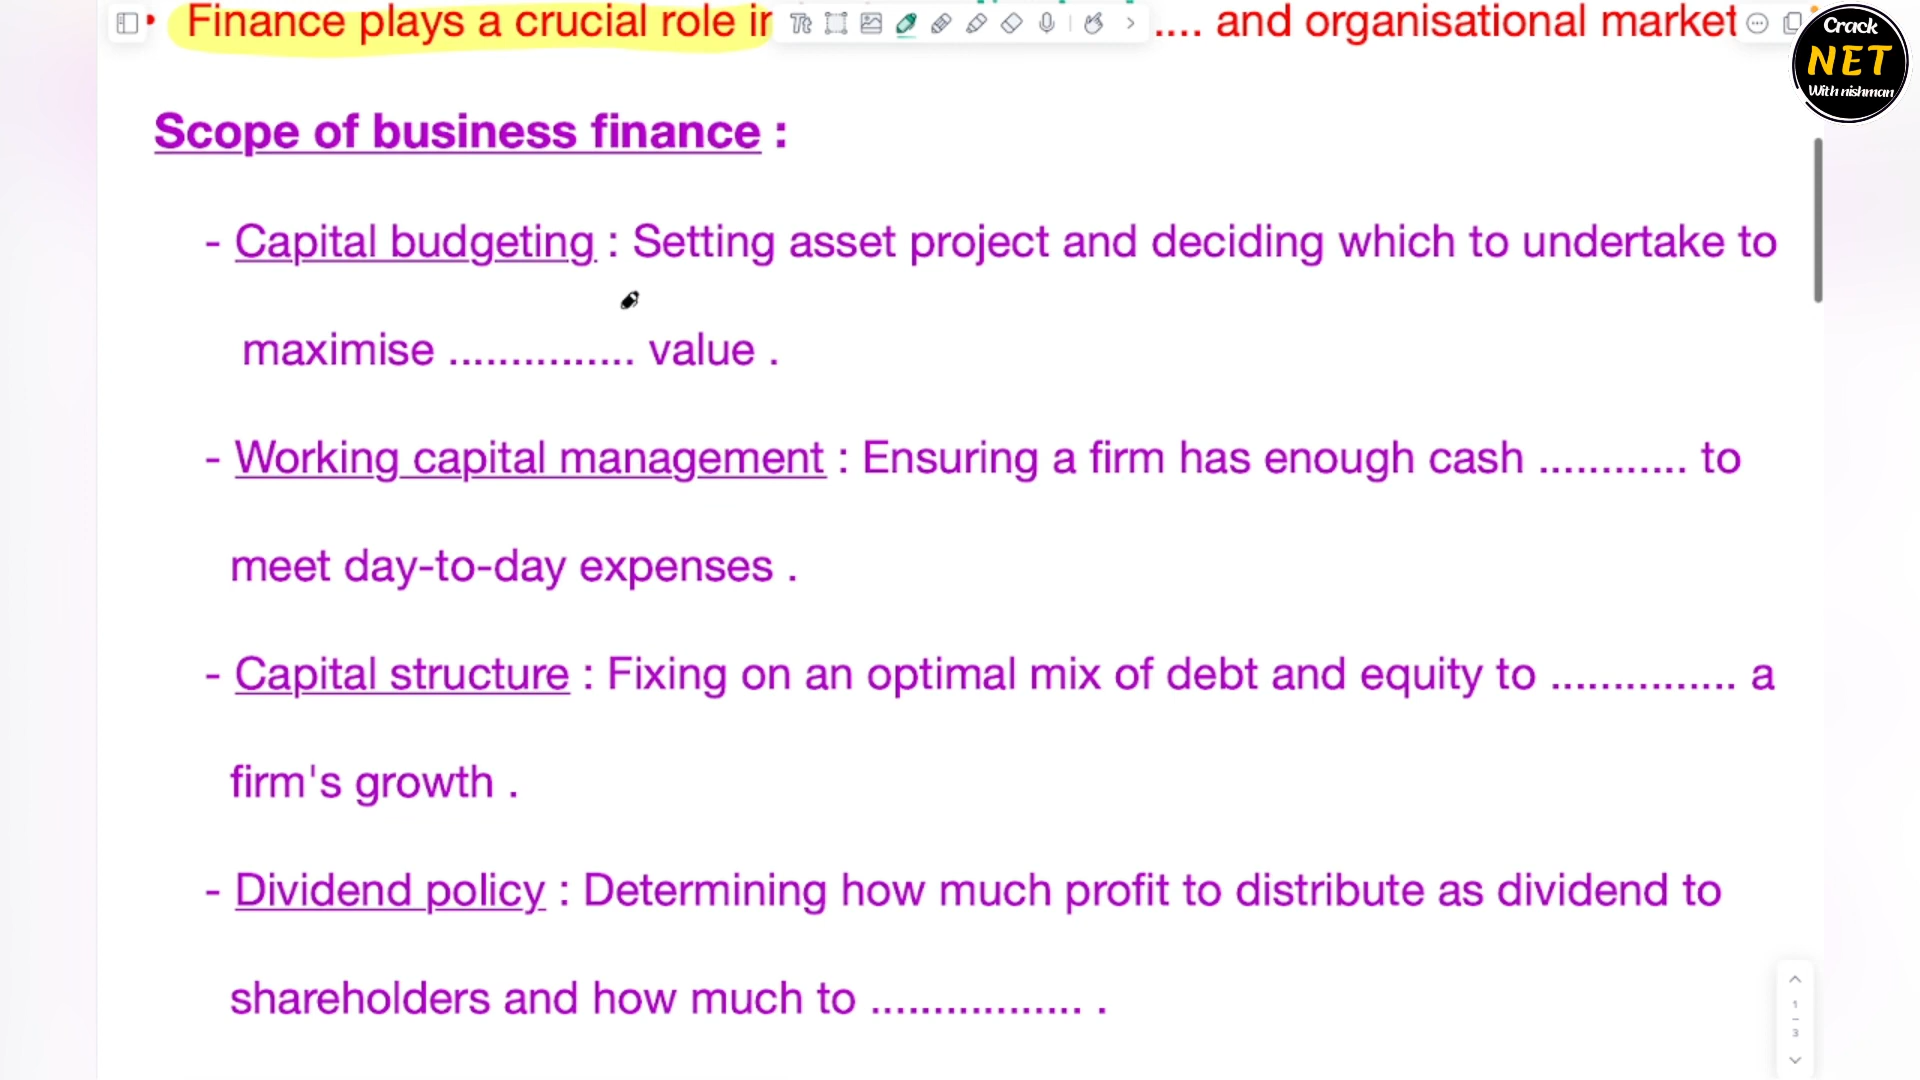 • Finance plays a crucial role in .... and organisational market
Crack
NET
With nishman
Scope of business finance :
- Capital budgeting : Setting asset project and deciding which to undertake to
maximise ............... value .
- Working capital management : Ensuring a firm has enough cash ............ to
meet day-to-day expenses .
- Capital structure : Fixing on an optimal mix of debt and equity to ............... a
firm's growth .
- Dividend policy : Determining how much profit to distribute as dividend to
shareholders and how much to ................. .
1
3